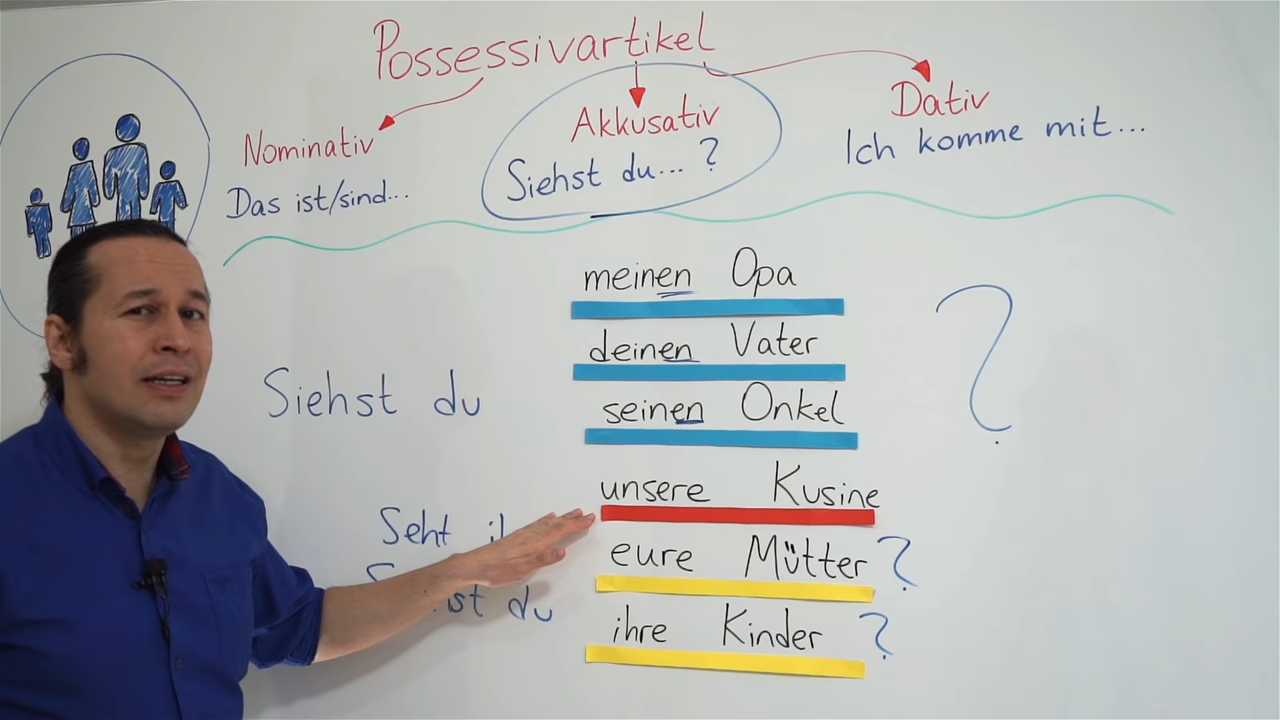 Possessivartikel
Nominativ
Das ist/sind...
Akkusativ
Siehst du... ?
Dativ
Ich komme mit...
Siehst du
meinen Opa
deinen Vater
seinen Onkel
?
unsere Kusine
Seht
eure Mütter ?
du
ihre Kinder ?